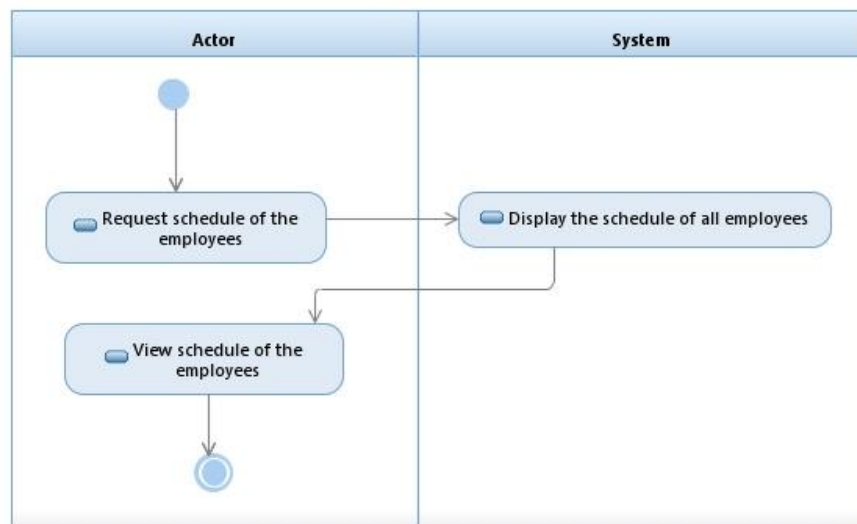 Actor
System
Request schedule of the
employees
Display the schedule of all employees
View schedule of the
employees